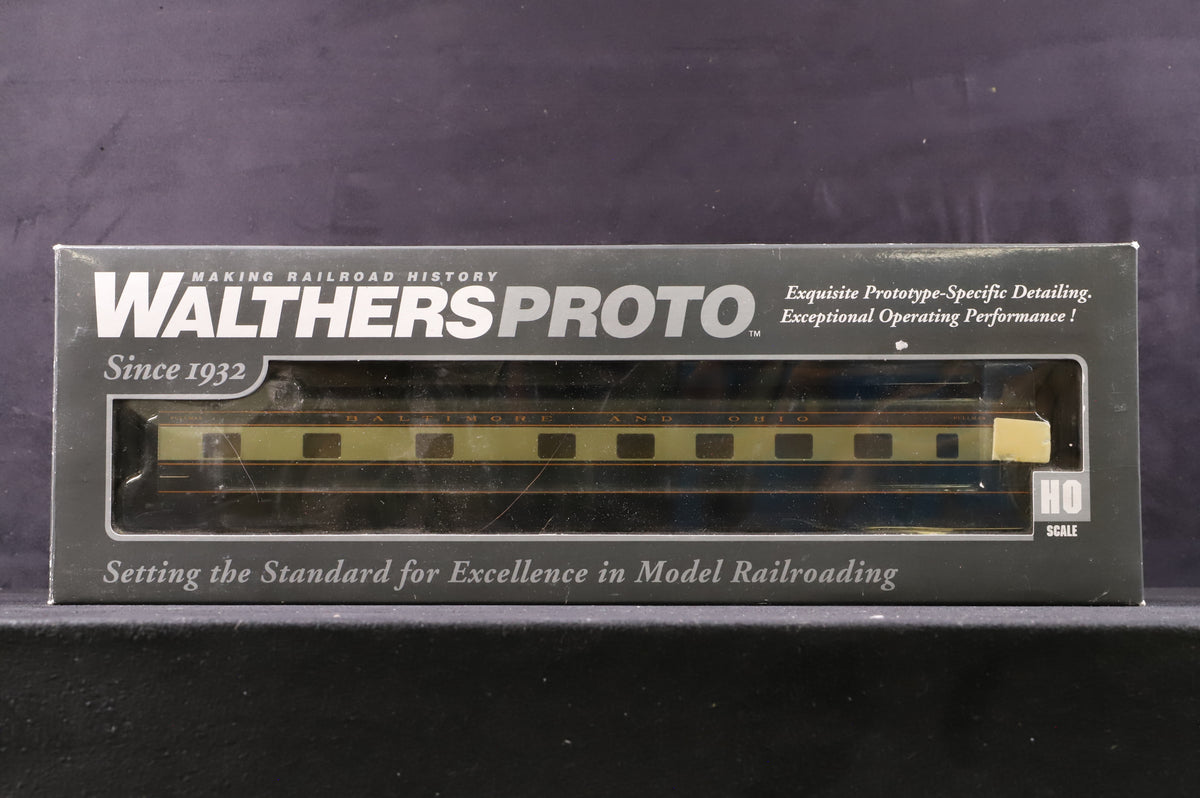 MAKING RAILROAD HISTORY
WALTHERSPROTO™
Since 1932
Exquisite Prototype-Specific Detailing.
Exceptional Operating Performance !
BALTIMORE AND OHIO
HO
SCALE
Setting the Standard for Excellence in Model Railroading